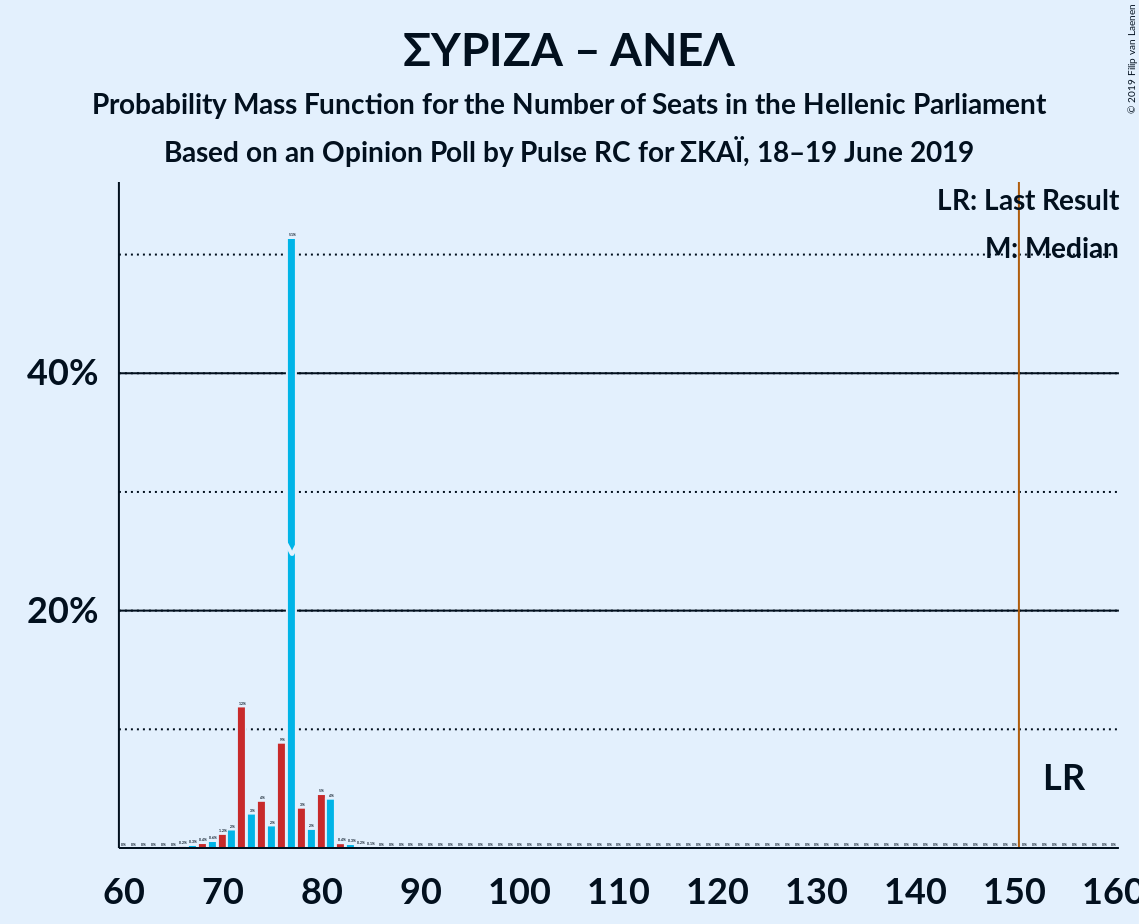 ΣΥΡΙΖΑ – ΑΝΕΛ
Probability Mass Function for the Number of Seats in the Hellenic Parliament
Based on an Opinion Poll by Pulse RC for ΣΚΑΪ, 18–19 June 2019
© 2019 Filip van Laenen
LR: Last Result
M: Median
40%
20%
LR
M
60 70 80 90 100 110 120 130 140 150 160